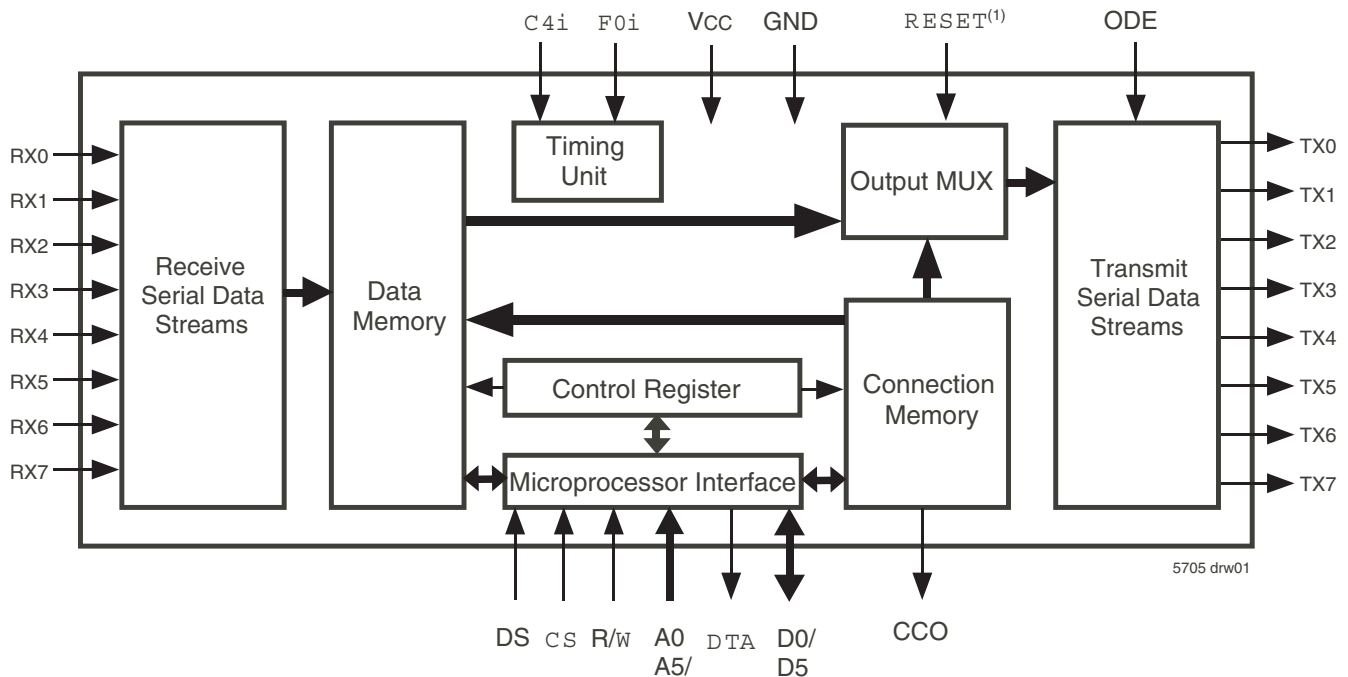 C4i F0i VCC GND RESET(1) ODE
RX0
RX1
RX2
RX3
RX4
RX5
RX6
RX7
Receive
Serial Data
Streams
Data
Memory
Timing
Unit
Output MUX
Control Register
Microprocessor Interface
Connection
Memory
Transmit
Serial Data
Streams
TX0
TX1
TX2
TX3
TX4
TX5
TX6
TX7
5705 drw01
DS CS R/W A0 DTA D0/ CCO
A5/ D5